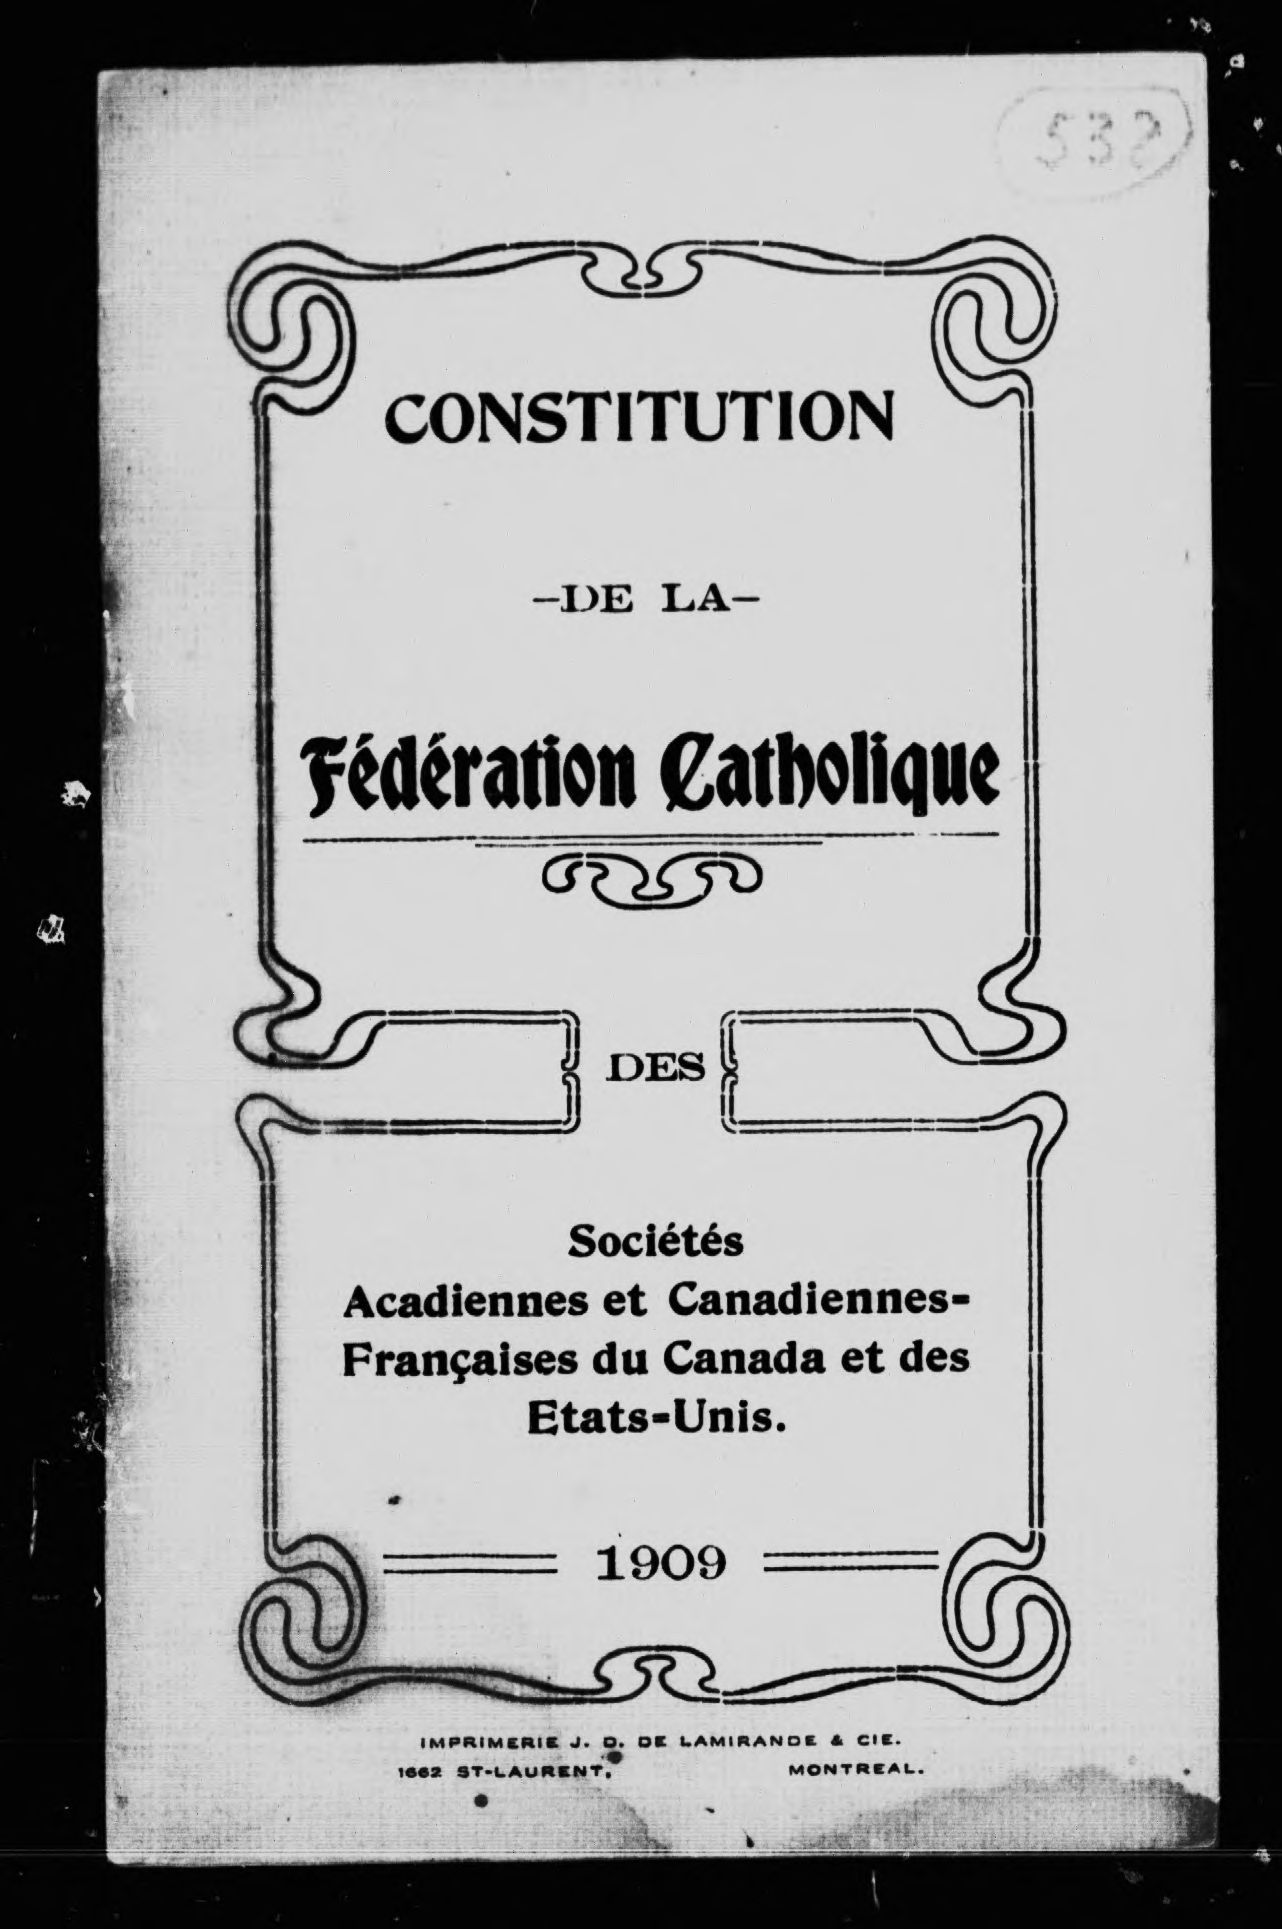 532
CONSTITUTION
—DE LA—
Fédération Catholique
DES
Sociétés
Acadiennes et Canadiennes-
Françaises du Canada et des
Etats-Unis.
1909
IMPRIMERIE J. D. DE LAMIRANDE & CIE.
1662 ST-LAURENT, MONTREAL.